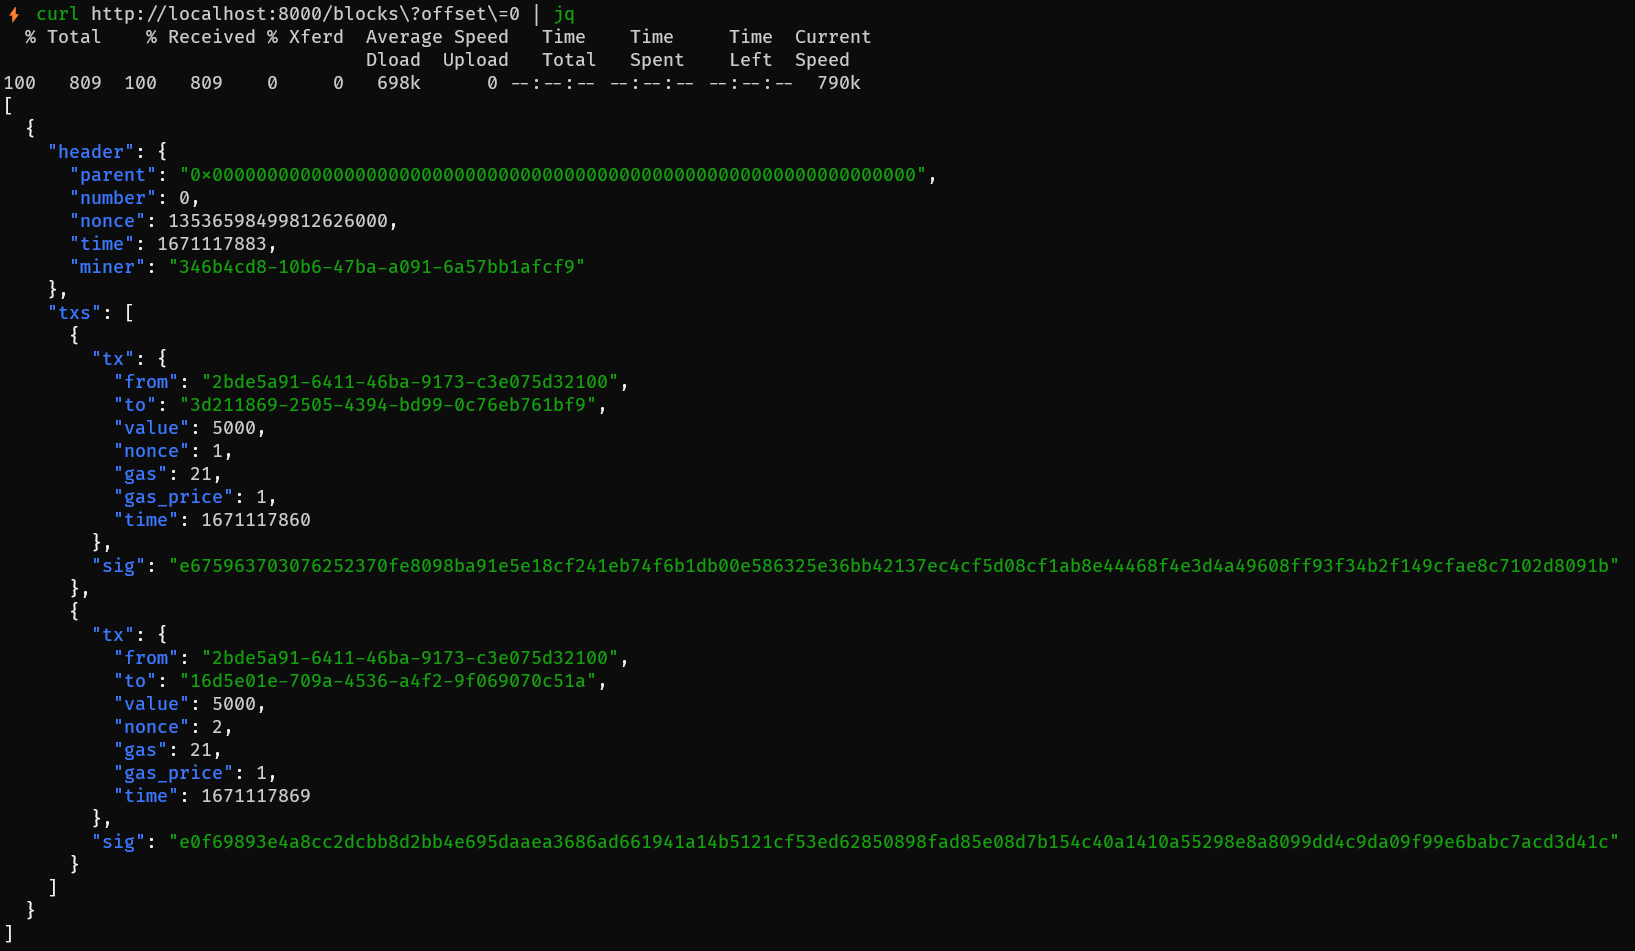 ⚡ curl http://localhost:8000/blocks\?offset\=0 | jq
  % Total    % Received % Xferd  Average Speed   Time    Time     Time  Current
                                 Dload  Upload   Total   Spent    Left  Speed
100   809  100   809    0     0   698k      0 --:--:-- --:--:-- --:--:--  790k
[
  {
    "header": {
      "parent": "0x0000000000000000000000000000000000000000000000000000000000000000",
      "number": 0,
      "nonce": 13536598499812626000,
      "time": 1671117883,
      "miner": "346b4cd8-10b6-47ba-a091-6a57bb1afcf9"
    },
    "txs": [
      {
        "tx": {
          "from": "2bde5a91-6411-46ba-9173-c3e075d32100",
          "to": "3d211869-2505-4394-bd99-0c76eb761bf9",
          "value": 5000,
          "nonce": 1,
          "gas": 21,
          "gas_price": 1,
          "time": 1671117860
        },
        "sig": "e675963703076252370fe8098ba91e5e18cf241eb74f6b1db00e586325e36bb42137ec4cf5d08cf1ab8e44468f4e3d4a49608ff93f34b2f149cfae8c7102d8091b"
      },
      {
        "tx": {
          "from": "2bde5a91-6411-46ba-9173-c3e075d32100",
          "to": "16d5e01e-709a-4536-a4f2-9f069070c51a",
          "value": 5000,
          "nonce": 2,
          "gas": 21,
          "gas_price": 1,
          "time": 1671117869
        },
        "sig": "e0f69893e4a8cc2dcbb8d2bb4e695daaea3686ad661941a14b5121cf53ed62850898fad85e08d7b154c40a1410a55298e8a8099dd4c9da09f99e6babc7acd3d41c"
      }
    ]
  }
]